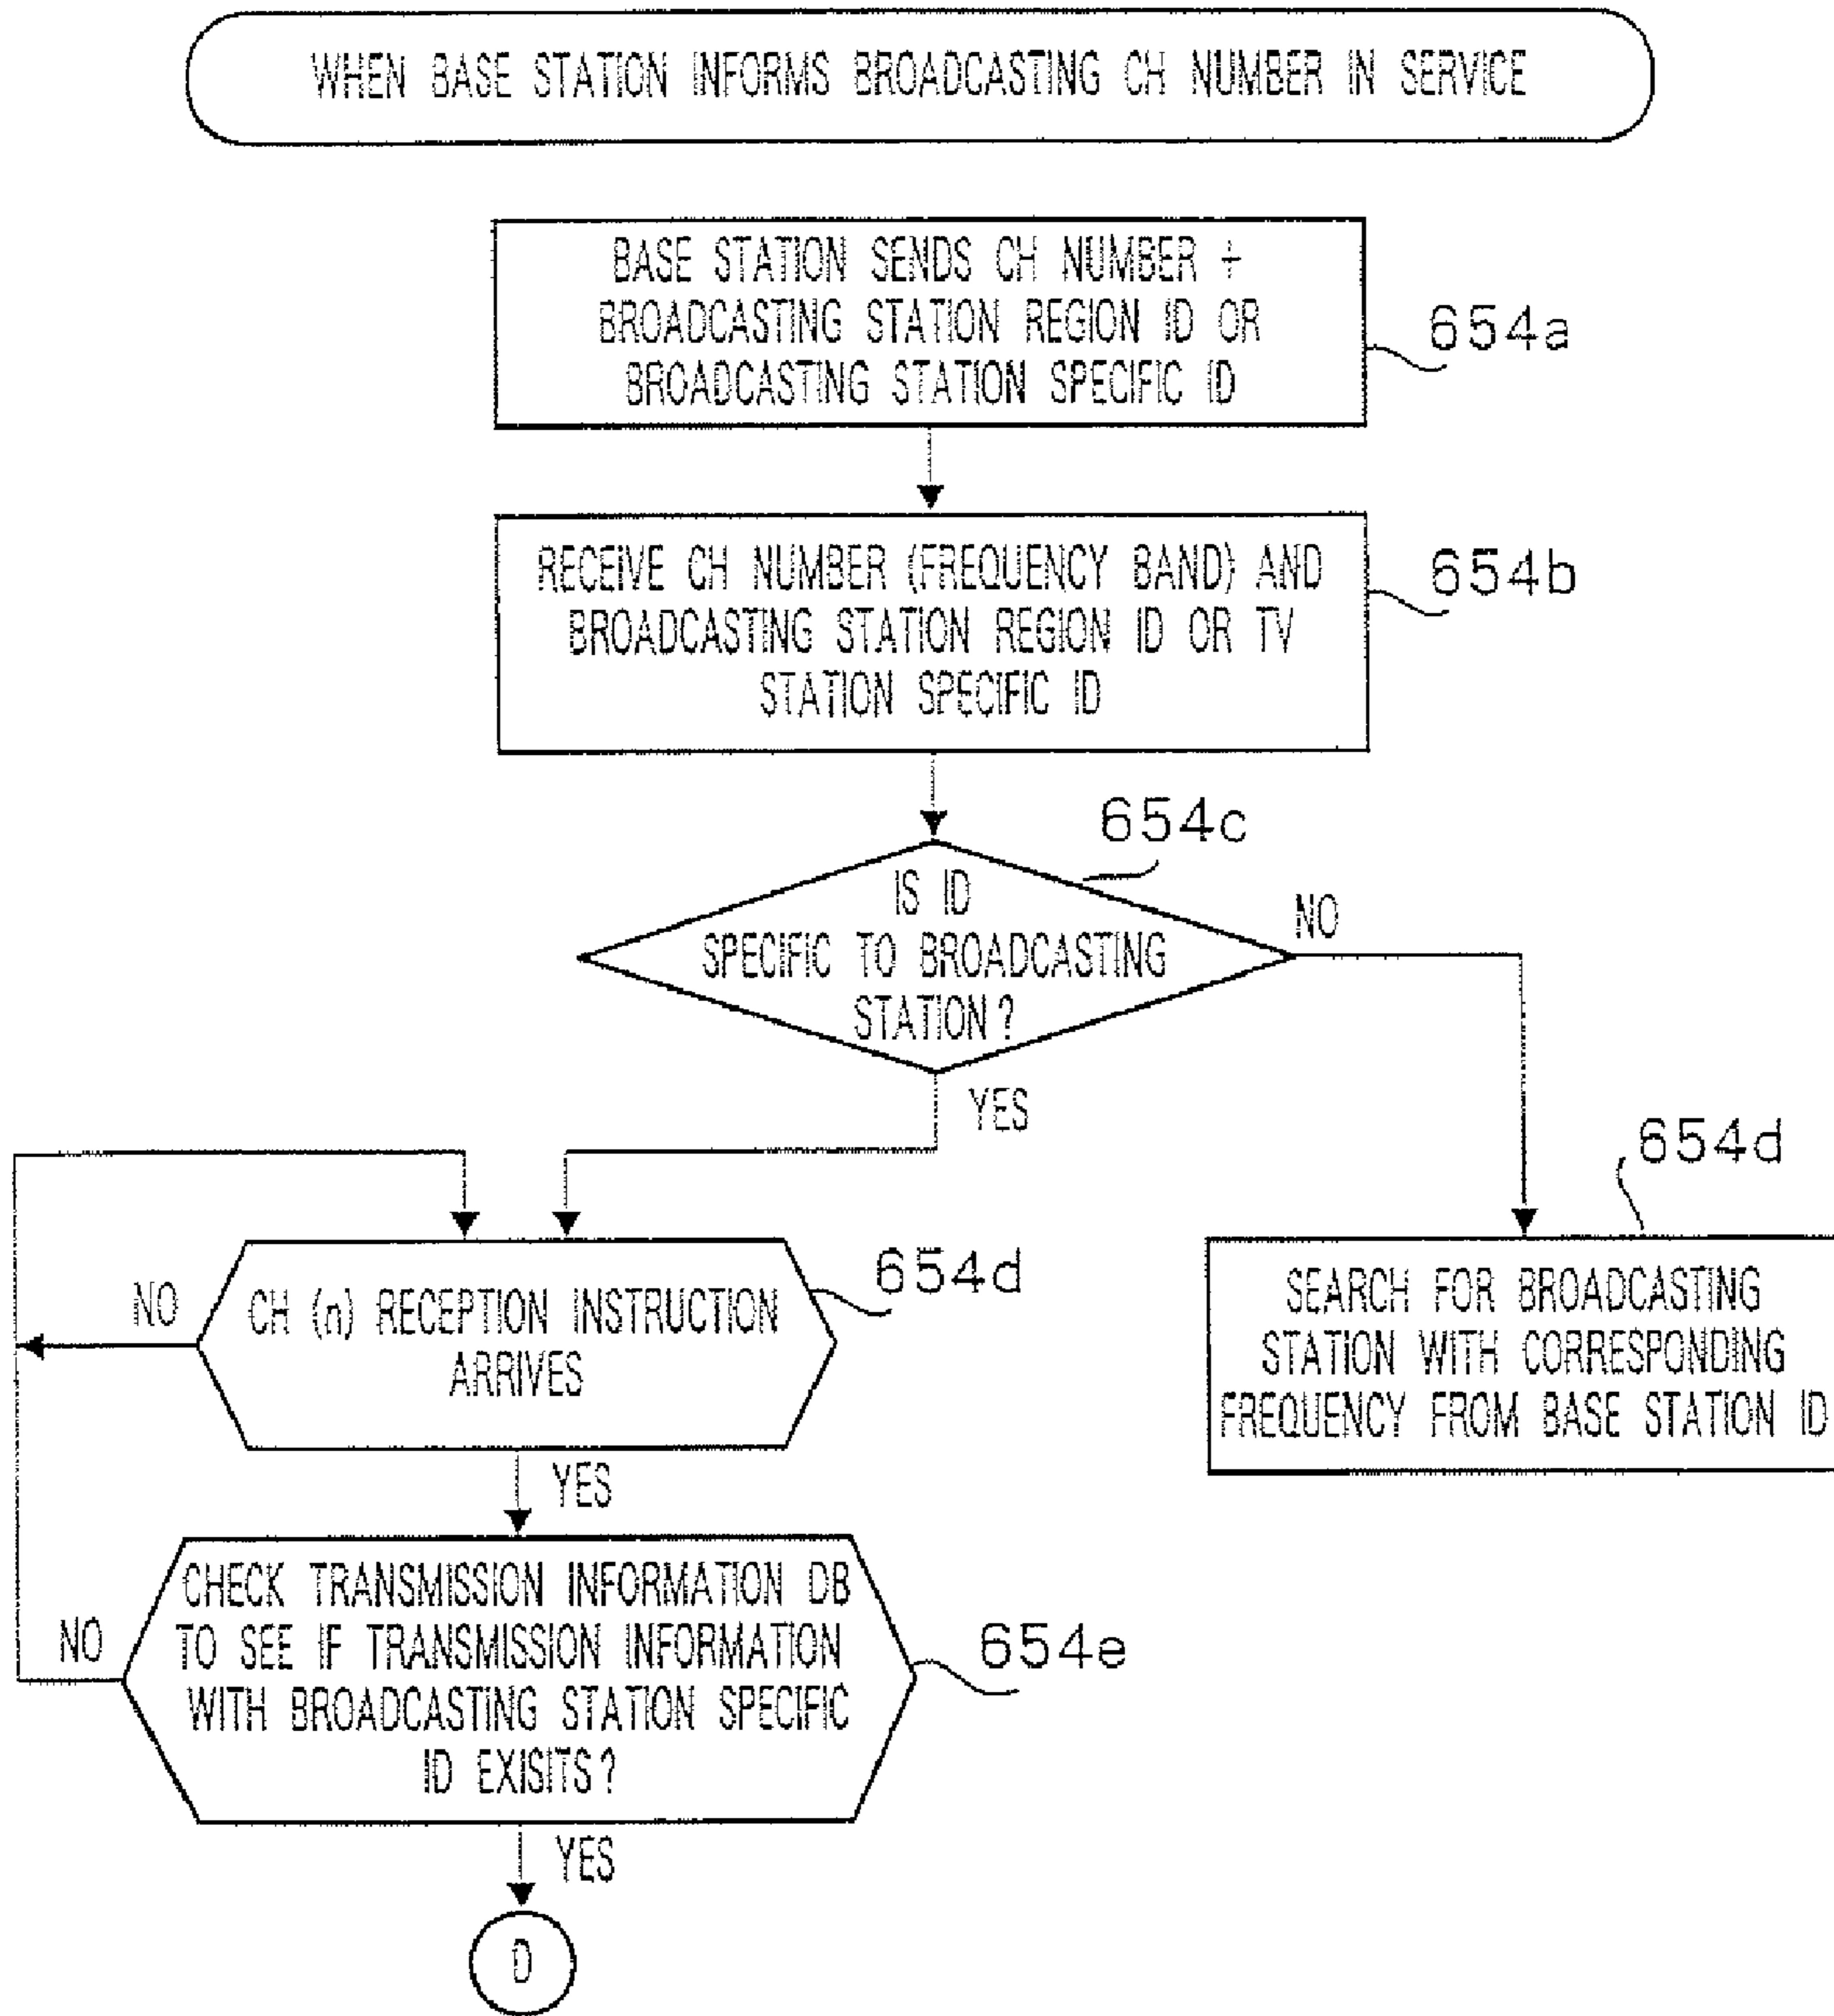 WHEN BASE STATION INFORMS BROADCASTING CH NUMBER IN SERVICE
BASE STATION SENDS CH NUMBER +
BROADCASTING STATION REGION ID OR
BROADCASTING STATION SPECIFIC ID
654a
RECEIVE CH NUMBER (FREQUENCY BAND) AND
BROADCASTING STATION REGION ID OR TV
STATION SPECIFIC ID
654b
654c
IS ID
SPECIFIC TO BROADCASTING
STATION?
NO
YES
654d
SEARCH FOR BROADCASTING
STATION WITH CORRESPONDING
FREQUENCY FROM BASE STATION ID
654d
CH (n) RECEPTION INSTRUCTION
ARRIVES
NO
YES
CHECK TRANSMISSION INFORMATION DB
TO SEE IF TRANSMISSION INFORMATION
WITH BROADCASTING STATION SPECIFIC
ID EXISITS?
654e
NO
YES
D